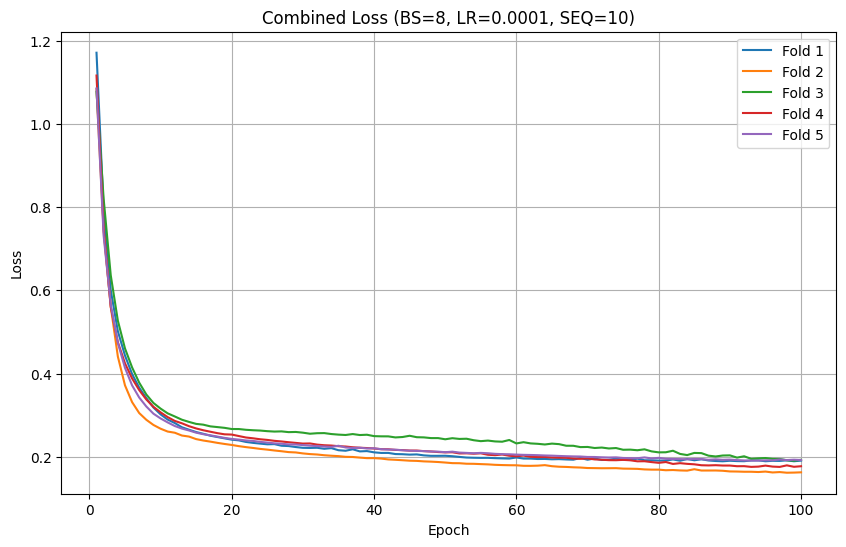 Combined Loss (BS=8, LR=0.0001, SEQ=10)
Fold 1
Fold 2
Fold 3
Fold 4
Fold 5
Loss
1.2
1.0
0.8
0.6
0.4
0.2
0
20
40
60
80
100
Epoch